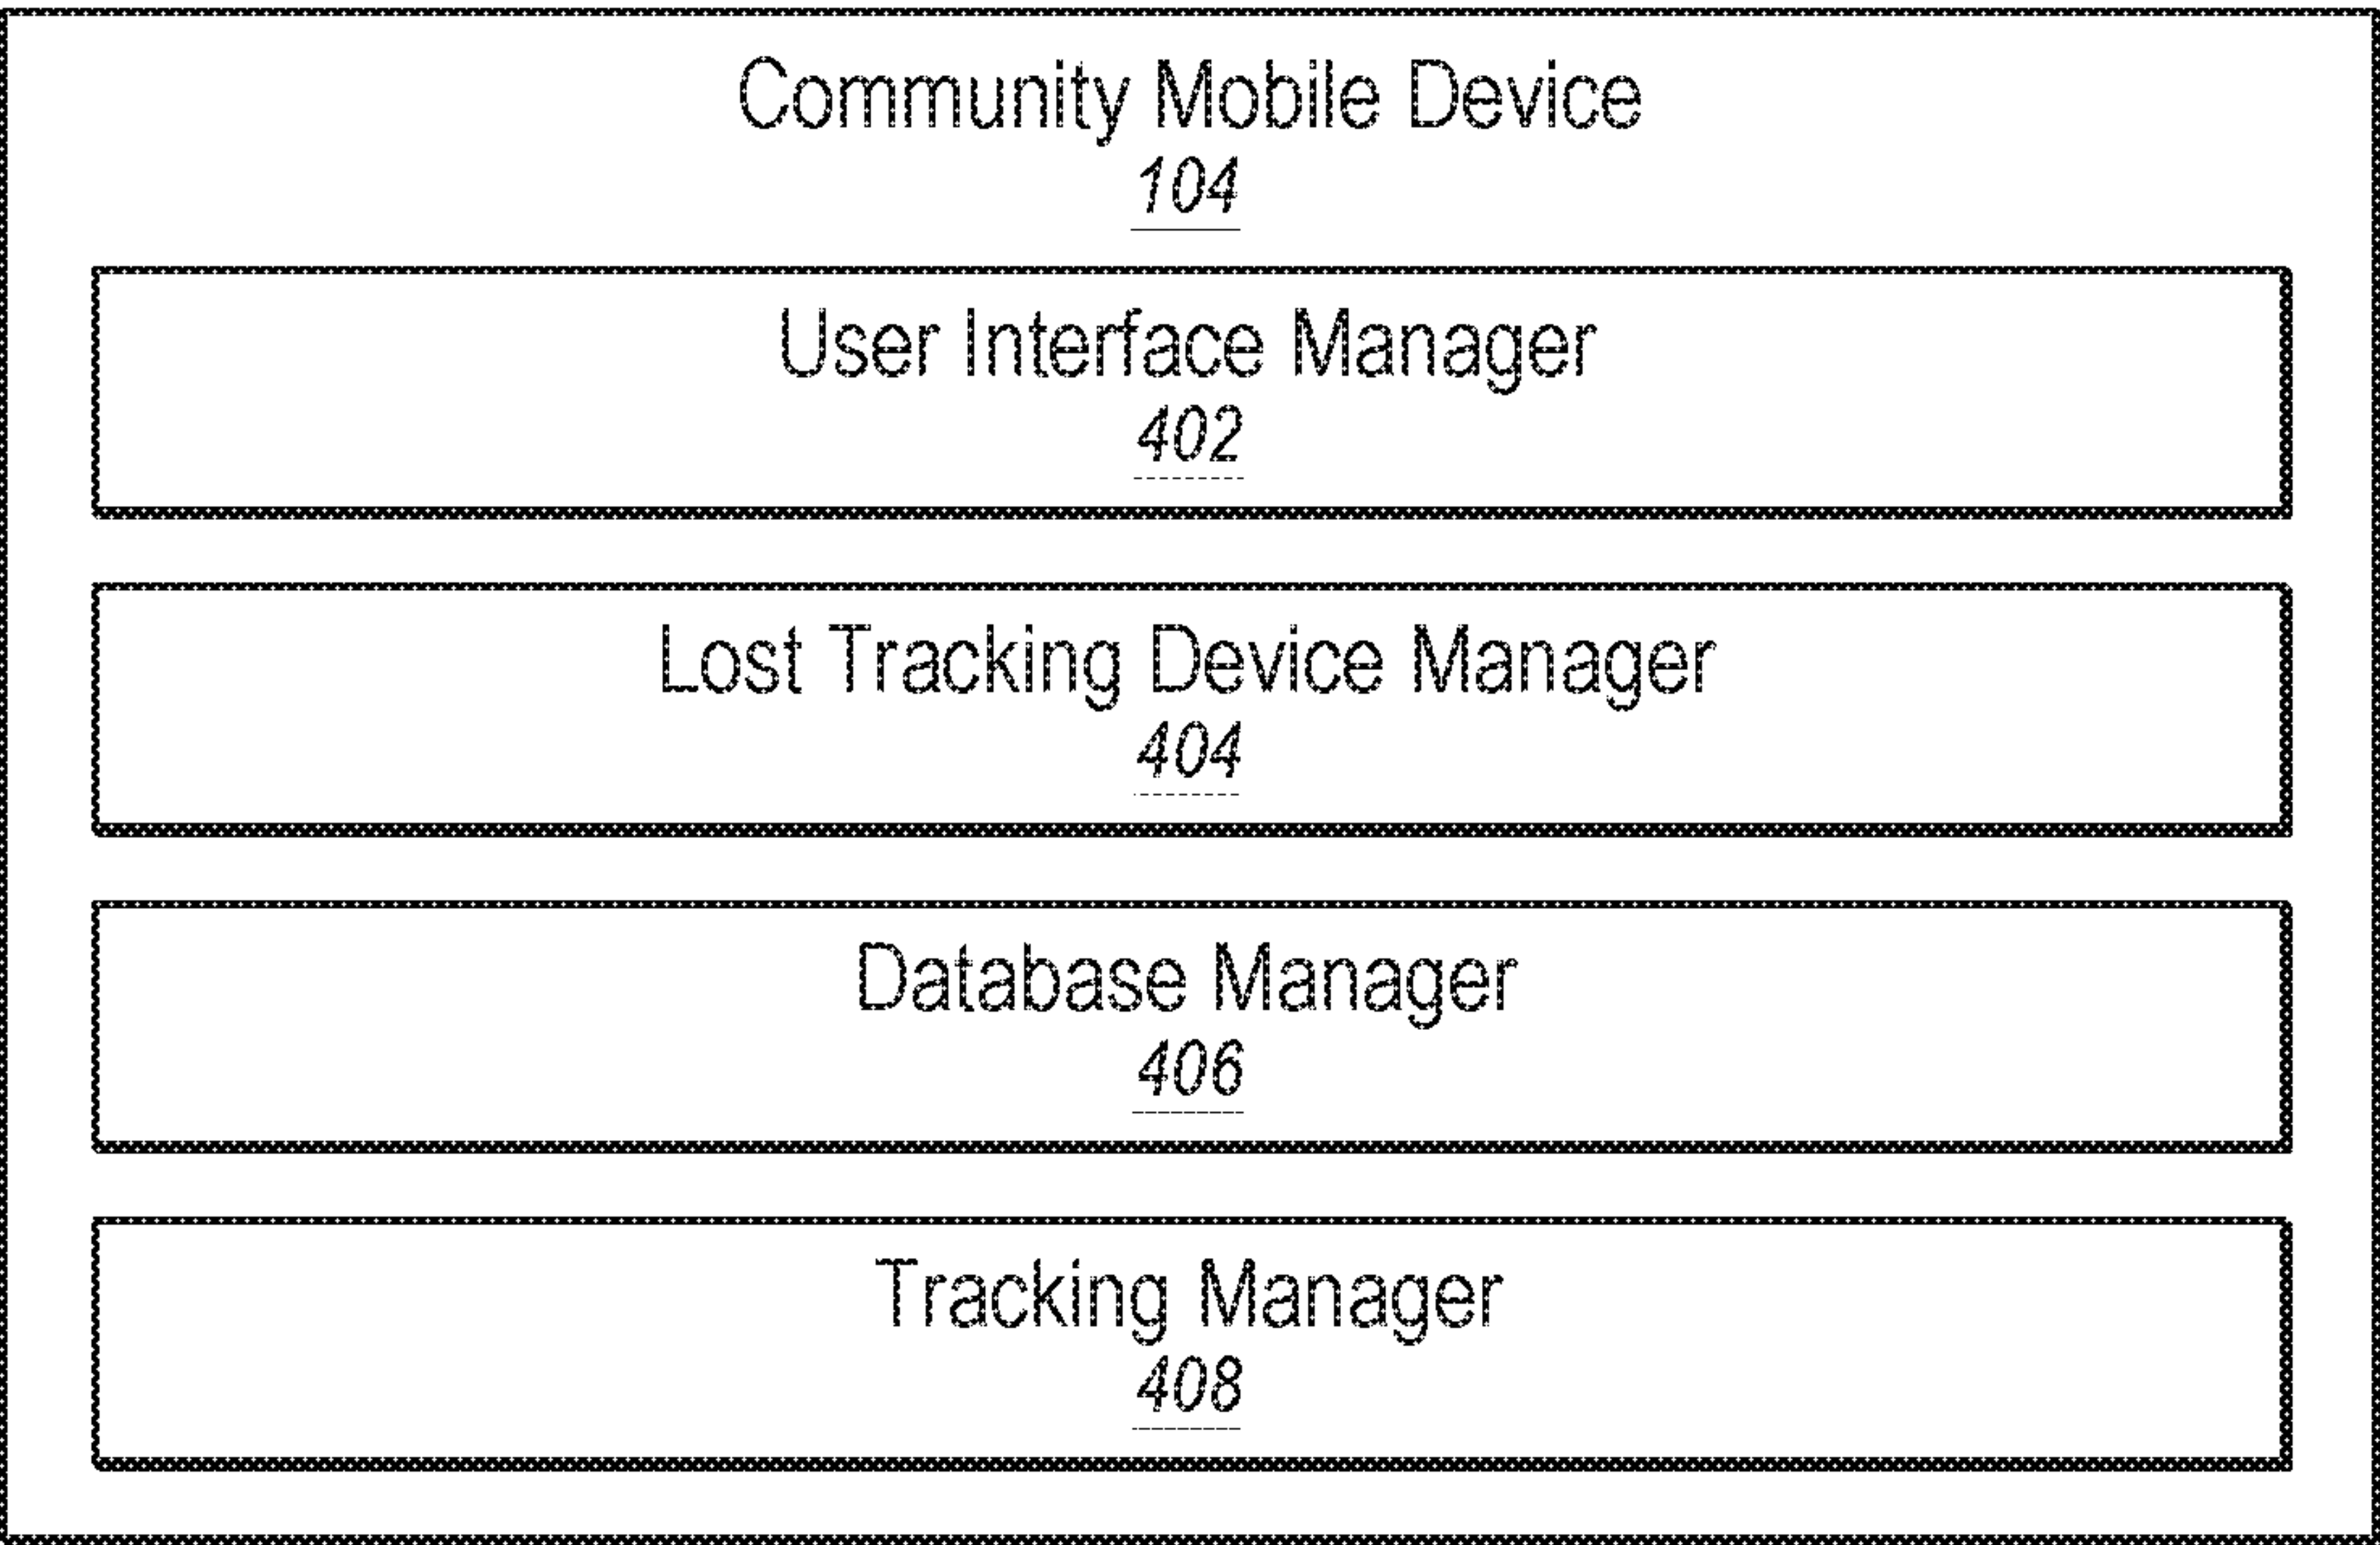 Community Mobile Device
104
User Interface Manager
402
Lost Tracking Device Manager
404
Database Manager
406
Tracking Manager
408